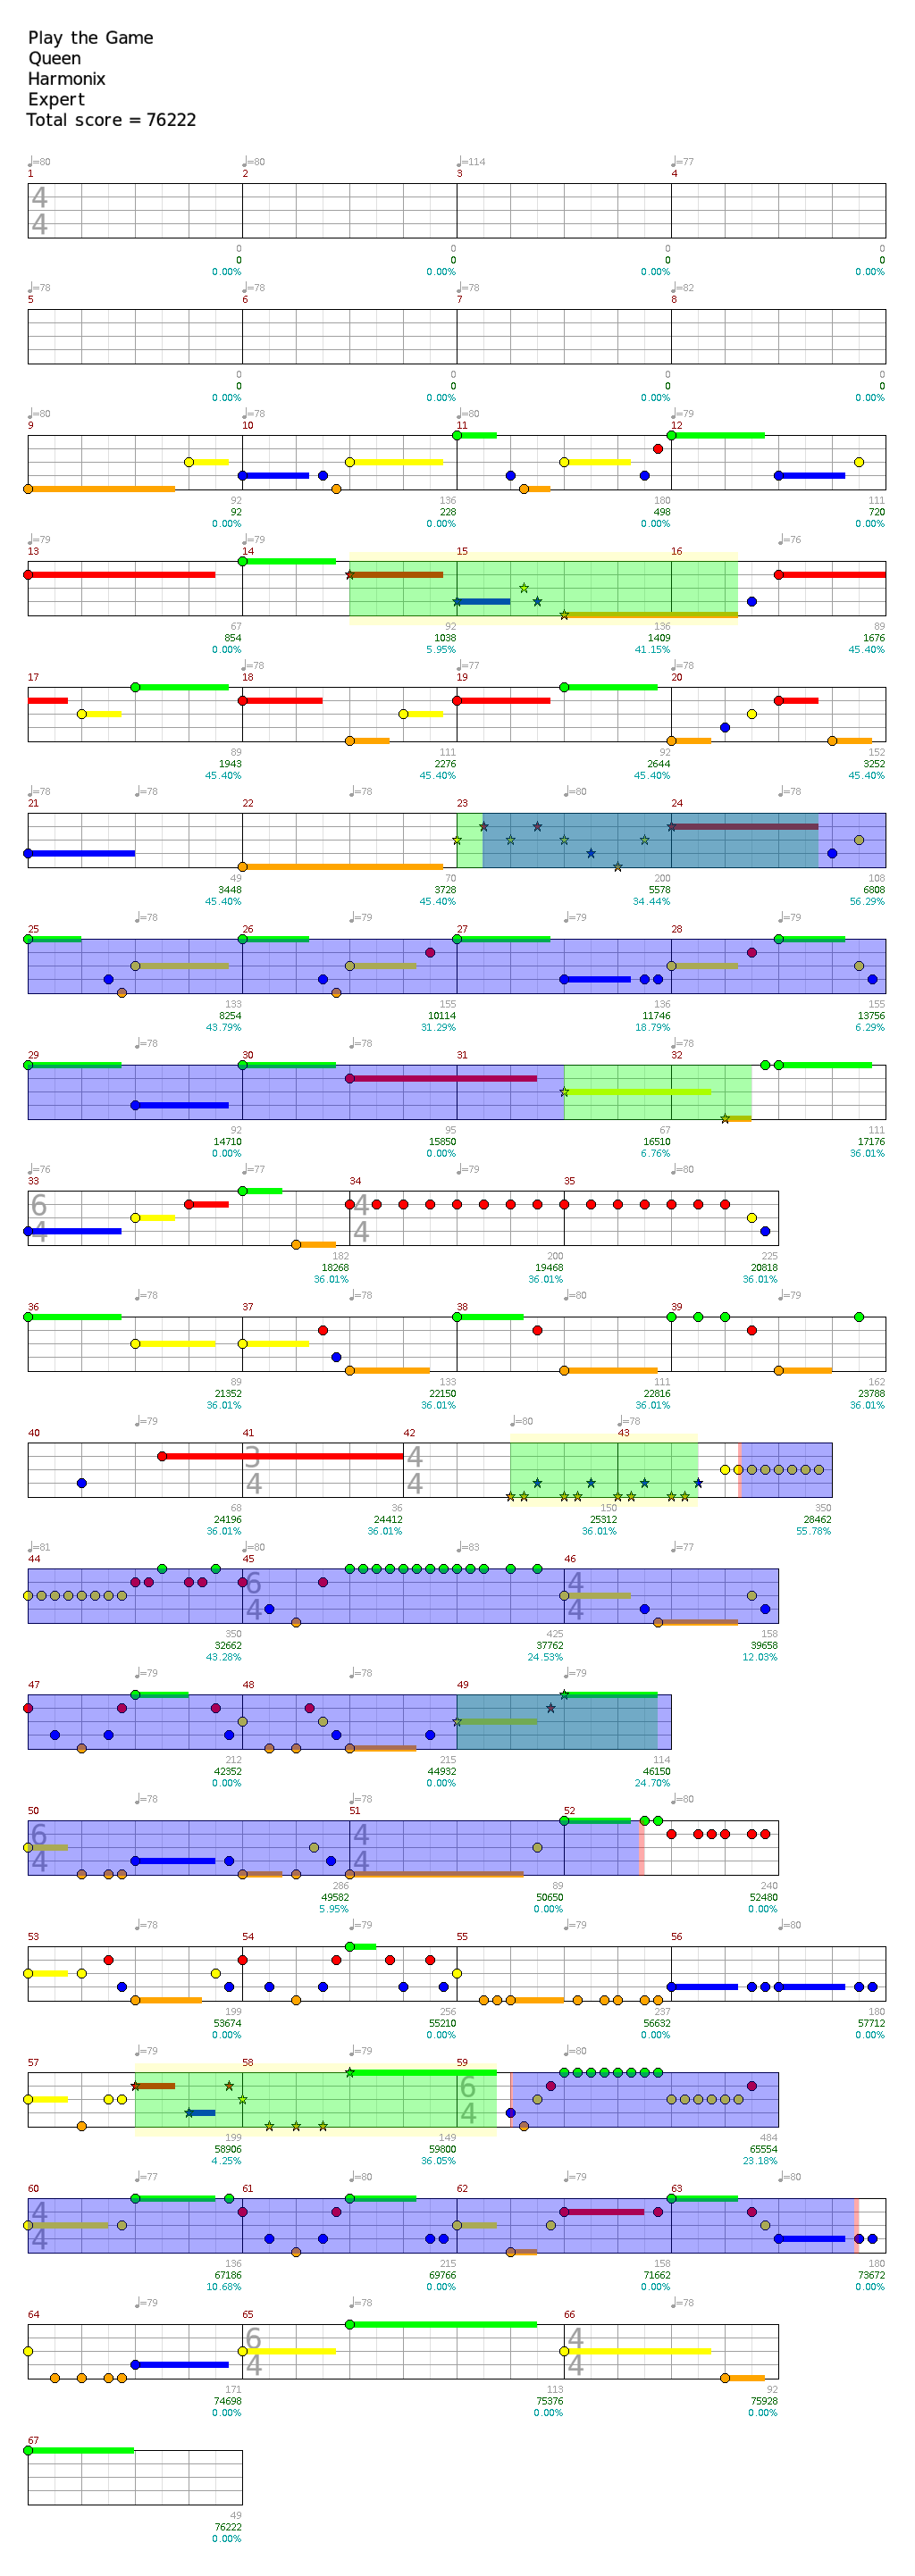 Play the Game
Queen
Harmonix
Expert
Total score = 76222
♩=80 ♩=80 ♩=114 ♩=77
1 2 3 4
4
4
0 0 0 0
0 0 0 0
0.00% 0.00% 0.00% 0.00%
♩=78 ♩=78 ♩=78 ♩=82
5 6 7 8
0 0 0 0
0 0 0 0
0.00% 0.00% 0.00% 0.00%
♩=80 ♩=78 ♩=80 ♩=79
9 10 11 12
92 136 180 111
92 228 498 720
0.00% 0.00% 0.00% 0.00%
♩=79 ♩=79 ♩=76
13 14 15 16
67 92 136 89
854 1038 1409 1676
0.00% 5.95% 41.15% 45.40%
♩=78 ♩=77 ♩=78
17 18 19 20
89 111 92 152
1943 2276 2644 3252
45.40% 45.40% 45.40% 45.40%
♩=78 ♩=78 ♩=78 ♩=80 ♩=78
21 22 23 24
49 70 200 108
3448 3728 5578 6808
45.40% 45.40% 34.44% 56.29%
♩=78 ♩=79 ♩=79 ♩=79
25 26 27 28
133 155 136 155
8254 10114 11746 13756
43.79% 31.29% 18.79% 6.29%
♩=78 ♩=78 ♩=78
29 30 31 32
92 95 67 111
14710 15850 16510 17176
0.00% 0.00% 6.76% 36.01%
♩=76 ♩=77 ♩=79 ♩=80
33 34 35
6 4
4 4
182 200 225
18268 19468 20818
36.01% 36.01% 36.01%
♩=78 ♩=78 ♩=80 ♩=79
36 37 38 39
89 133 111 162
21352 22150 22816 23788
36.01% 36.01% 36.01% 36.01%
♩=79 ♩=80 ♩=78
40 41 42 43
3 4
4 4
68 36 150 350
24196 24412 25312 28462
36.01% 36.01% 36.01% 55.78%
♩=81 ♩=80 ♩=83 ♩=77
44 45 46
6 4
4 4
350 425 158
32662 37762 39658
43.28% 24.53% 12.03%
♩=79 ♩=78 ♩=79
47 48 49
212 215 114
42352 44932 46150
0.00% 0.00% 24.70%
♩=78 ♩=78 ♩=80
50 51 52
6 4
4 4
286 89 240
49582 50650 52480
5.95% 0.00% 0.00%
♩=78 ♩=79 ♩=79 ♩=80
53 54 55 56
199 256 237 180
53674 55210 56632 57712
0.00% 0.00% 0.00% 0.00%
♩=79 ♩=79 ♩=80
57 58 59
6
4
199 149 484
58906 59800 65554
4.25% 36.05% 23.18%
♩=77 ♩=80 ♩=79 ♩=80
60 61 62 63
4
4
136 215 158 180
67186 69766 71662 73672
10.68% 0.00% 0.00% 0.00%
♩=79 ♩=78 ♩=78
64 65 66
6 4
4 4
171 113 92
74698 75376 75928
0.00% 0.00% 0.00%
67
49
76222
0.00%